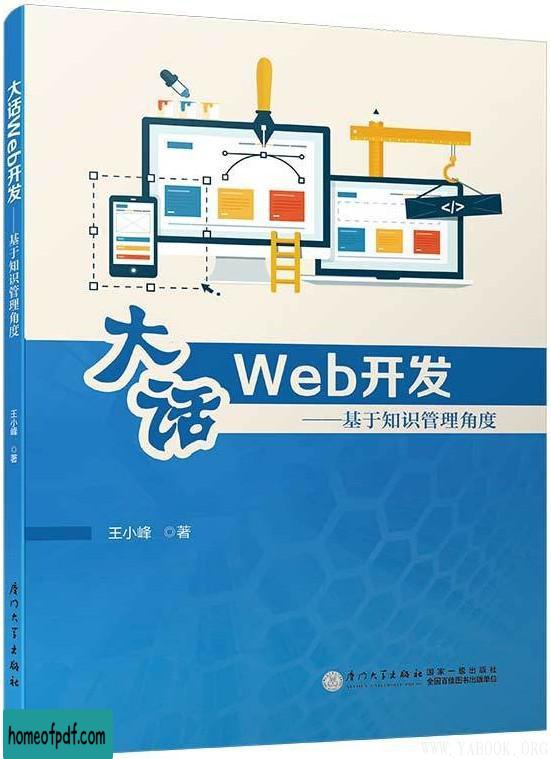 大话Web开发——基于知识管理角度
王小峰 ◎著
厦门大学出版社
</>
大话
Web开发
——基于知识管理角度
王小峰 ◎著
厦门大学出版社
国家一级出版社
全国百佳图书出版单位
homeofpdf.com
WWW.YABOOK.ORG